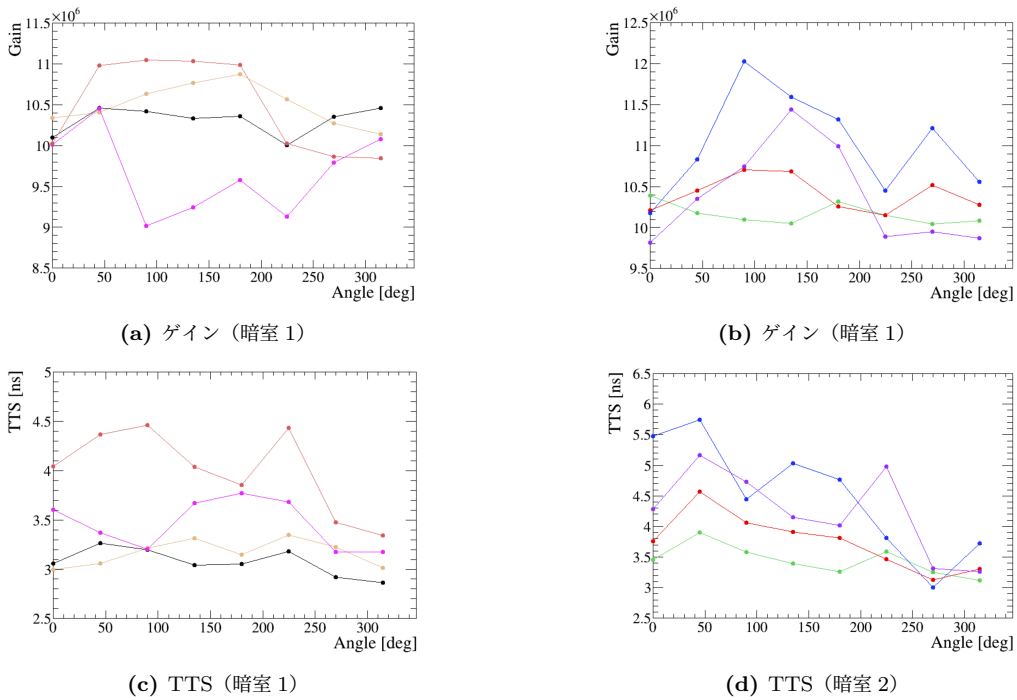 ×10⁶
Gain
11.5
11
10.5
10
9.5
9
8.5
0 50 100 150 200 250 300
Angle [deg]
(a) ゲイン（暗室 1）
×10⁶
Gain
12.5
12
11.5
11
10.5
10
9.5
0 50 100 150 200 250 300
Angle [deg]
(b) ゲイン（暗室 1）
TTS [ns]
5
4.5
4
3.5
3
2.5
0 50 100 150 200 250 300
Angle [deg]
(c) TTS（暗室 1）
TTS [ns]
6.5
6
5.5
5
4.5
4
3.5
3
2.5
0 50 100 150 200 250 300
Angle [deg]
(d) TTS（暗室 2）